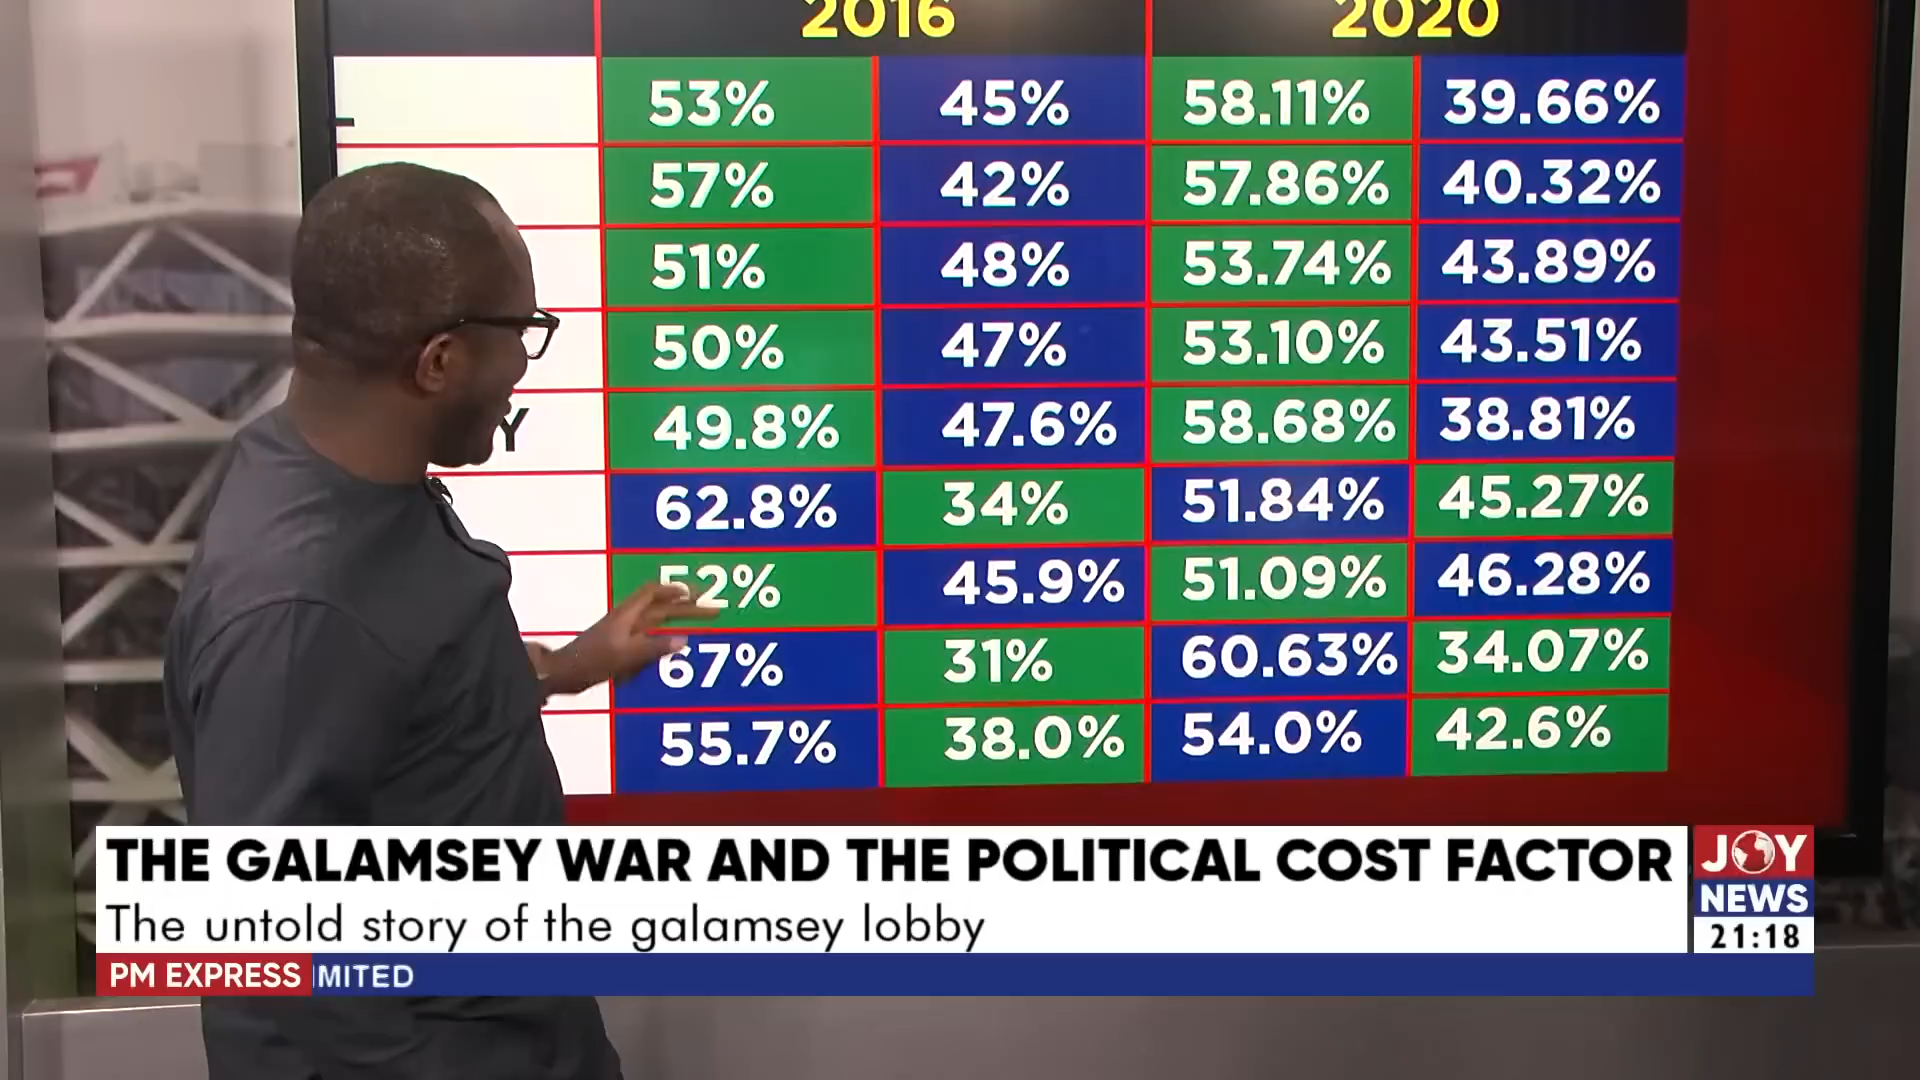 2016 2020
53% 45% 58.11% 39.66%
57% 42% 57.86% 40.32%
51% 48% 53.74% 43.89%
50% 47% 53.10% 43.51%
Y 49.8% 47.6% 58.68% 38.81%
62.8% 34% 51.84% 45.27%
52% 45.9% 51.09% 46.28%
67% 31% 60.63% 34.07%
55.7% 38.0% 54.0% 42.6%
THE GALAMSEY WAR AND THE POLITICAL COST FACTOR
The untold story of the galamsey lobby
JOY
NEWS
21:18
PM EXPRESS IMITED